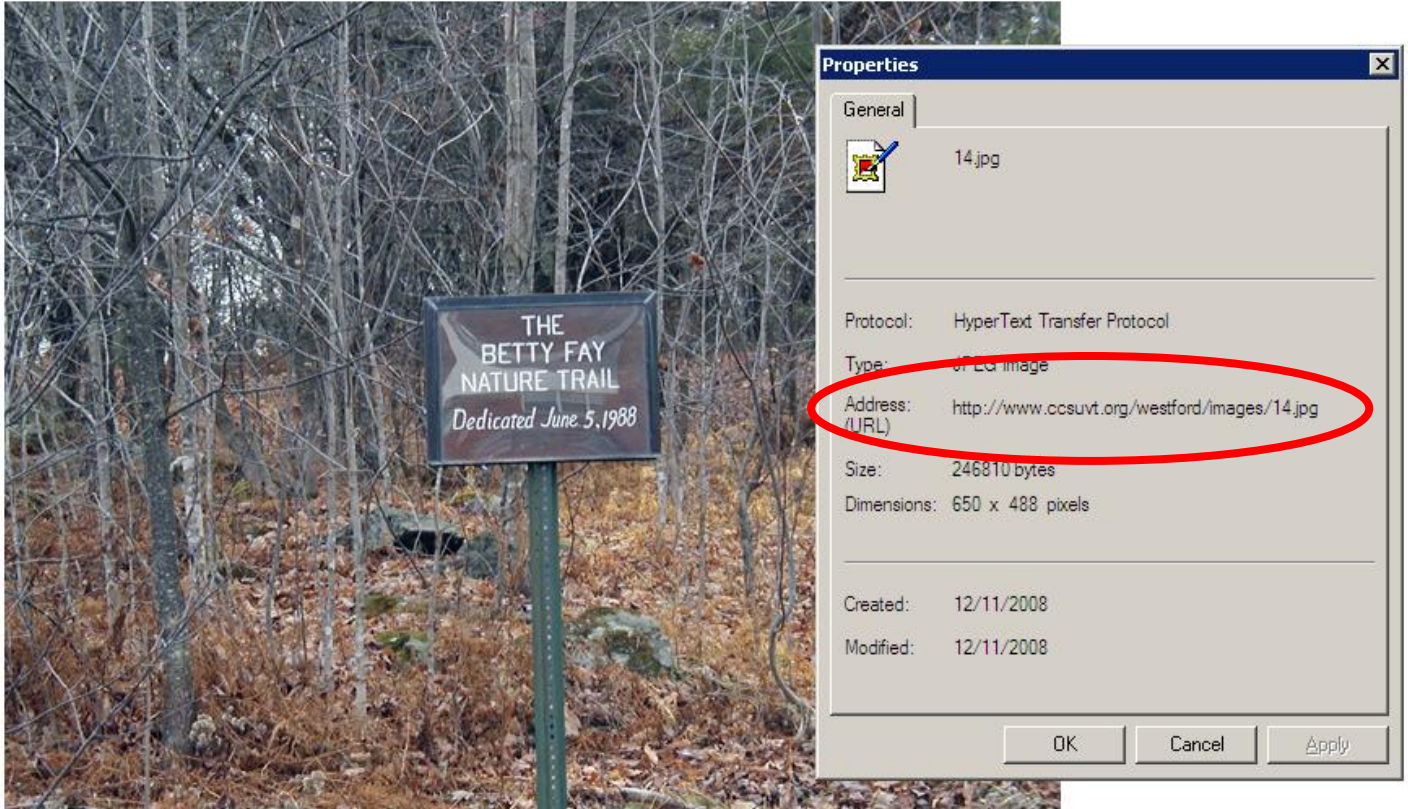 THE
BETTY FAY
NATURE TRAIL
Dedicated June 5, 1988
Properties
General
14.jpg
Protocol: HyperText Transfer Protocol
Type: JPEG Image
Address: http://www.ccsuvt.org/westford/images/14.jpg
(URL)
Size: 246810 bytes
Dimensions: 650 x 488 pixels
Created: 12/11/2008
Modified: 12/11/2008
OK Cancel Apply